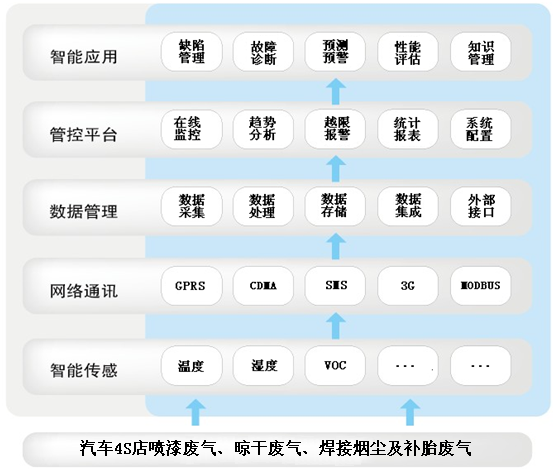 智能应用
缺陷
管理
故障
诊断
预测
预警
性能
评估
知识
管理
管控平台
在线
监控
趋势
分析
越限
报警
统计
报表
系统
配置
数据管理
数据
采集
数据
处理
数据
存储
数据
集成
外部
接口
网络通讯
GPRS
CDMA
SMS
3G
MODBUS
智能传感
温度
湿度
VOC
...
...
汽车4S店喷漆废气、晾干废气、焊接烟尘及补胎废气